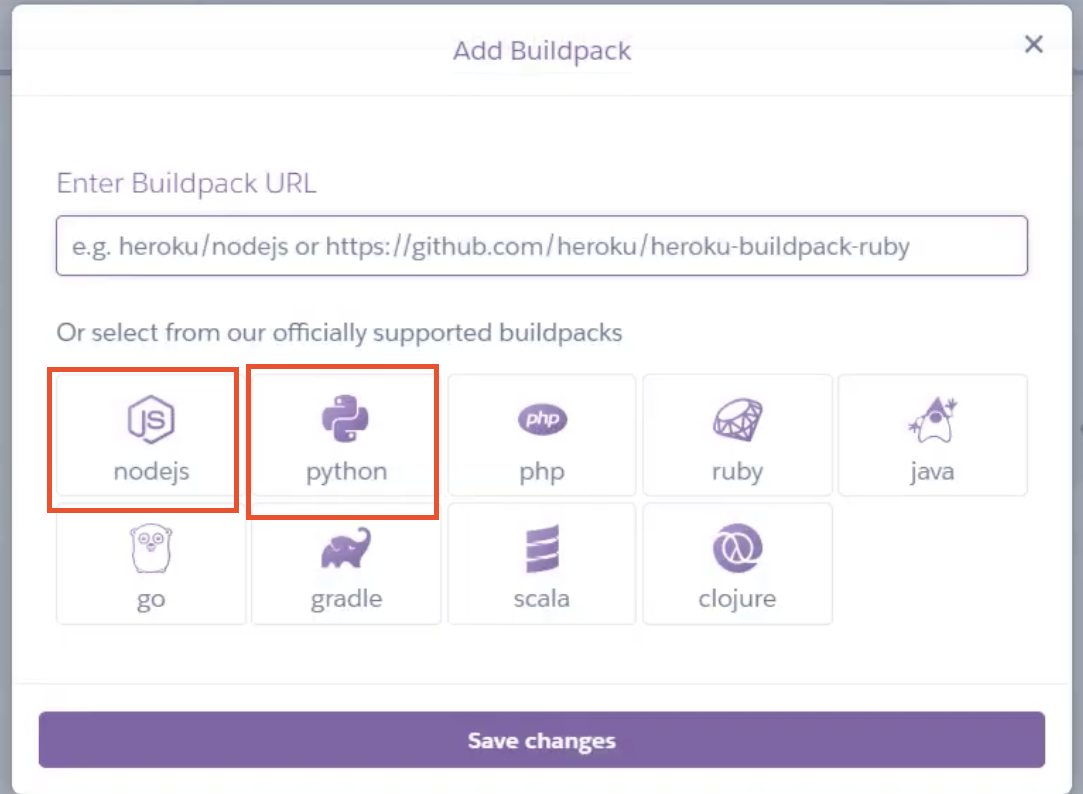 Add Buildpack
Enter Buildpack URL
e.g. heroku/nodejs or https://github.com/heroku/heroku-buildpack-ruby
Or select from our officially supported buildpacks
JS
php
nodejs
python
php
ruby
java
go
gradle
scala
clojure
Save changes